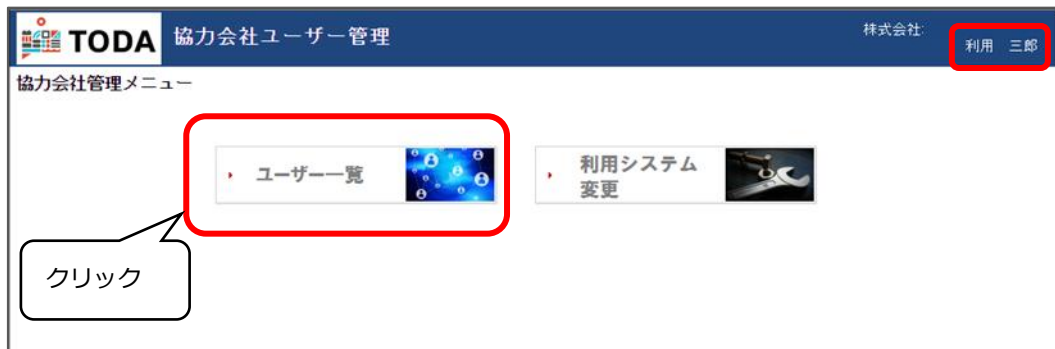 TODA 協力会社ユーザー管理 株式会社:
利用 三郎
協力会社管理メニュー
ユーザー一覧
利用システム
変更
クリック